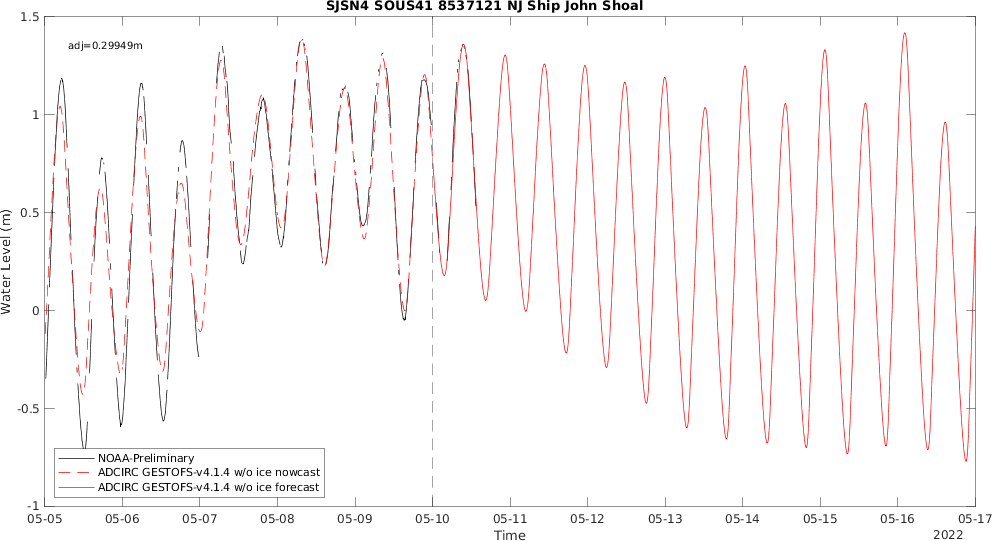 SJSN4 SOUS41 8537121 NJ Ship John Shoal
adj=0.29949m
1.5
1
0.5
0
-0.5
-1
Water Level (m)
NOAA-Preliminary
ADCIRC GESTOFS-v4.1.4 w/o ice nowcast
ADCIRC GESTOFS-v4.1.4 w/o ice forecast
05-05 05-06 05-07 05-08 05-09 05-10 05-11 05-12 05-13 05-14 05-15 05-16 05-17
Time
2022